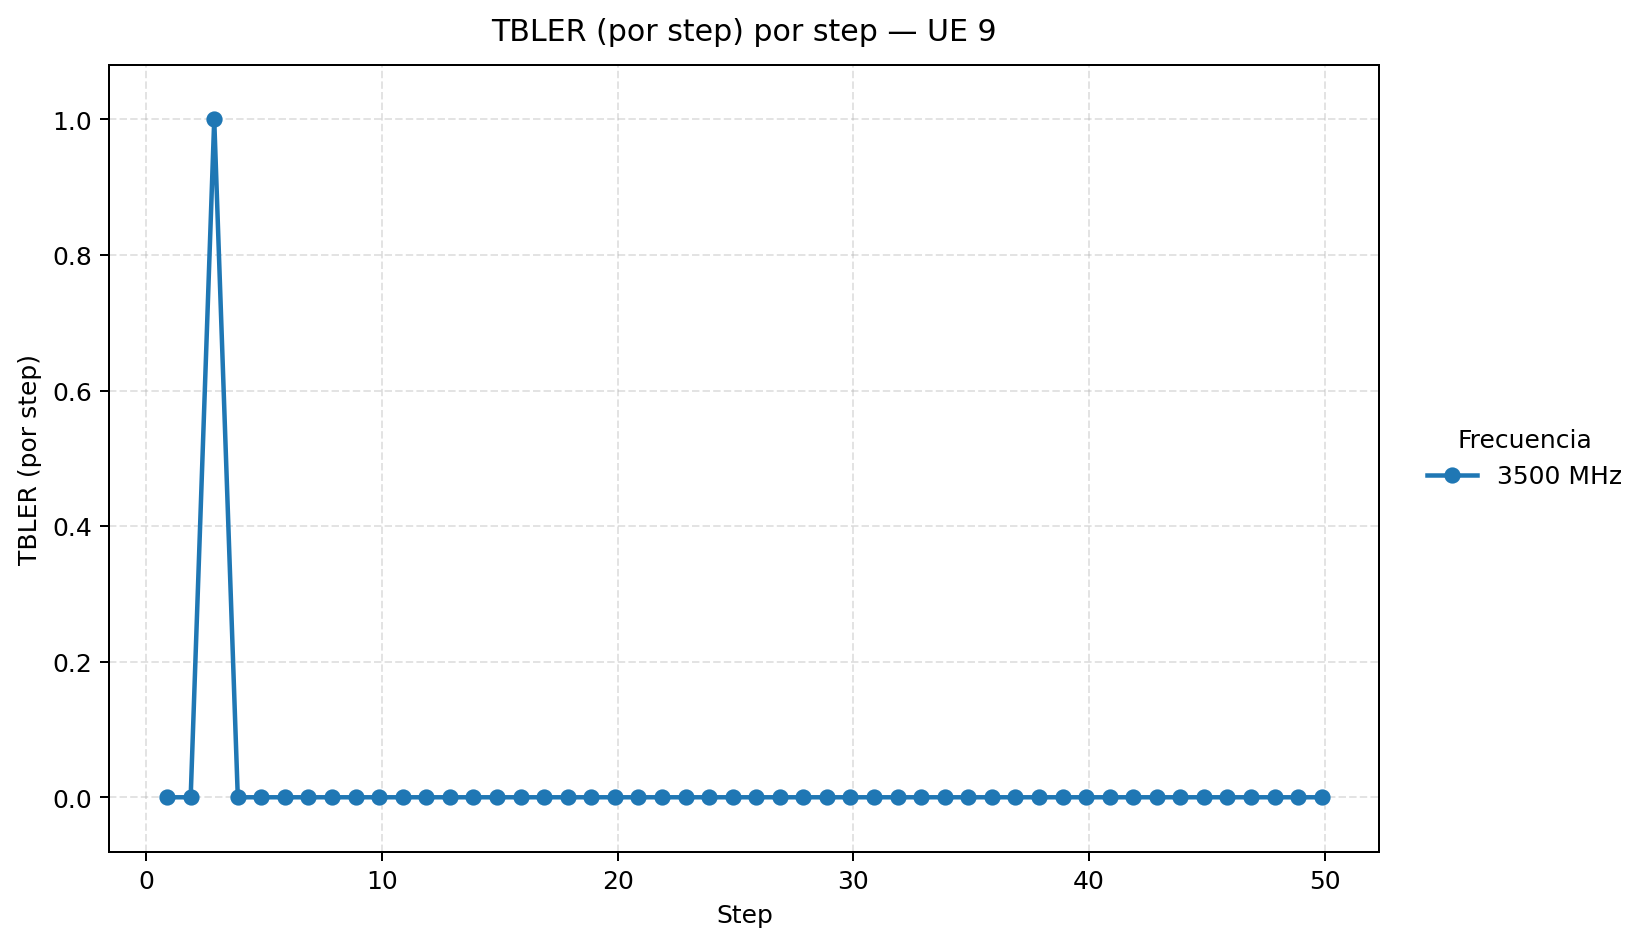 TBLER (por step) por step — UE 9
TBLER (por step)
1.0
0.8
0.6
0.4
0.2
0.0
0 10 20 30 40 50
Step
Frecuencia
3500 MHz